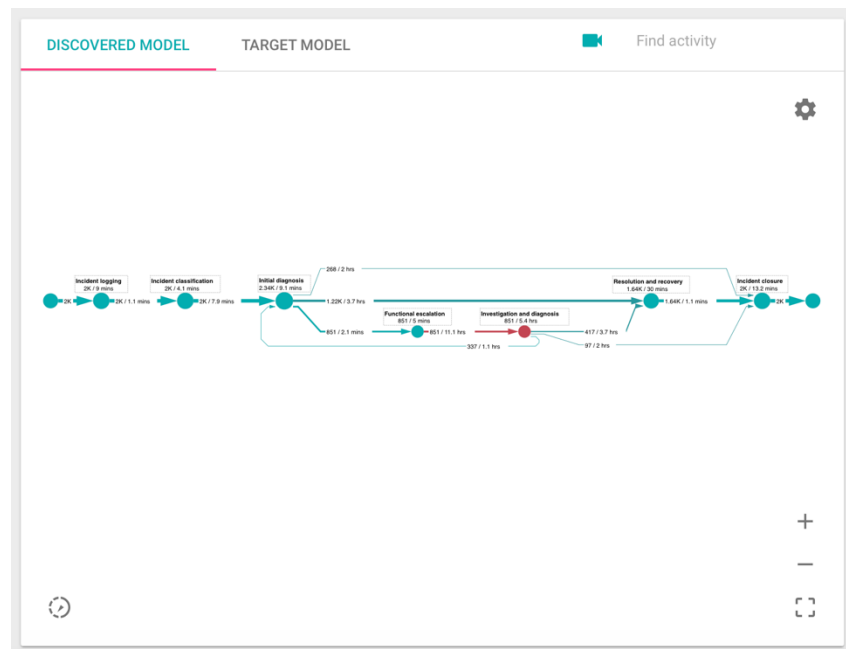 DISCOVERED MODEL
TARGET MODEL
Find activity
268 / 2 hrs
Incident logging
2K / 9 mins
Incident classification
2K / 4.1 mins
Initial diagnosis
2.34K / 9.1 mins
Resolution and recovery
1.64K / 30 mins
Incident closure
2K / 13.2 mins
2K
2K / 1.1 mins
2K / 7.9 mins
1.22K / 3.7 hrs
1.64K / 1.1 mins
2K
Functional escalation
851 / 5 mins
Investigation and diagnosis
851 / 5.4 hrs
851 / 2.1 mins
851 / 11.1 hrs
417 / 3.7 hrs
337 / 1.1 hrs
97 / 2 hrs